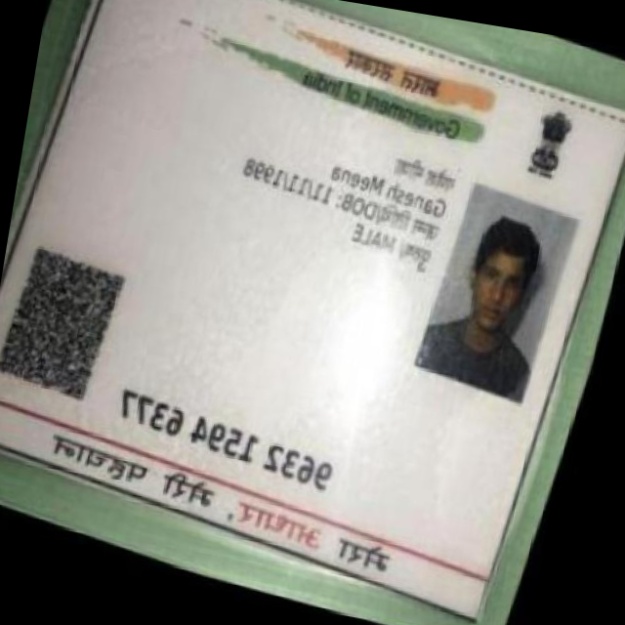 भारत सरकार
Government of India
गणेश मीणा
Ganesh Meena
जन्म तिथि/DOB: 11/11/1998
पुरुष/ MALE
9632 1594 6377
मेरा आधार, मेरी पहचान